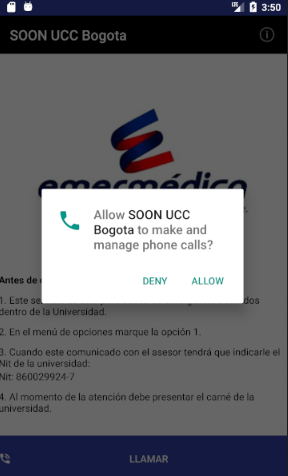 LTE 3:50
SOON UCC Bogota
emermédica
Allow SOON UCC
Bogota to make and
manage phone calls?
DENY ALLOW
Antes de
1. Este se
dos
dentro de la Universidad.
2. En el menú de opciones marque la opción 1.
3. Cuando este comunicado con el asesor tendrá que indicarle el
Nit de la universidad:
Nit: 860029924-7
4. Al momento de la atención debe presentar el carné de la
universidad.
LLAMAR